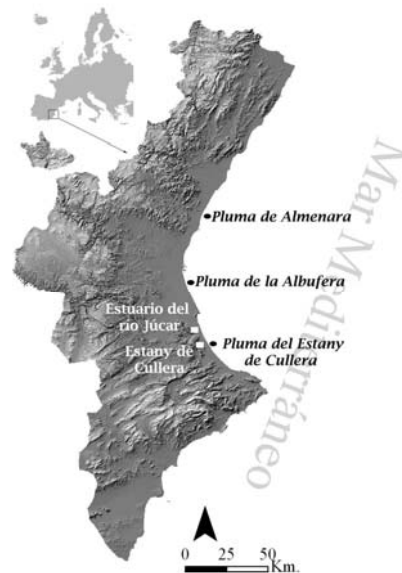 Mar Mediterráneo
Pluma de Almenara
Pluma de la Albufera
Estuario del
río Júcar
Estany de
Cullera
Pluma del Estany
de Cullera
0 25 50
Km.